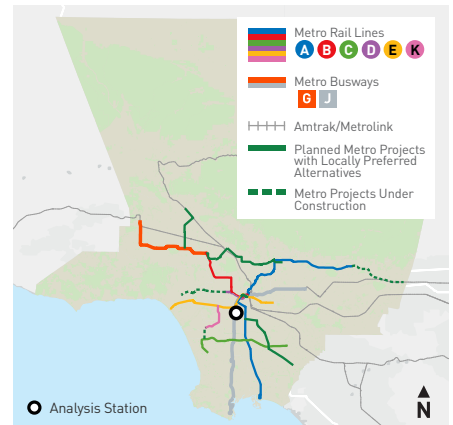 Metro Rail Lines
A B C D E K
Metro Busways
G J
Amtrak/Metrolink
Planned Metro Projects
with Locally Preferred
Alternatives
Metro Projects Under
Construction
Analysis Station
N